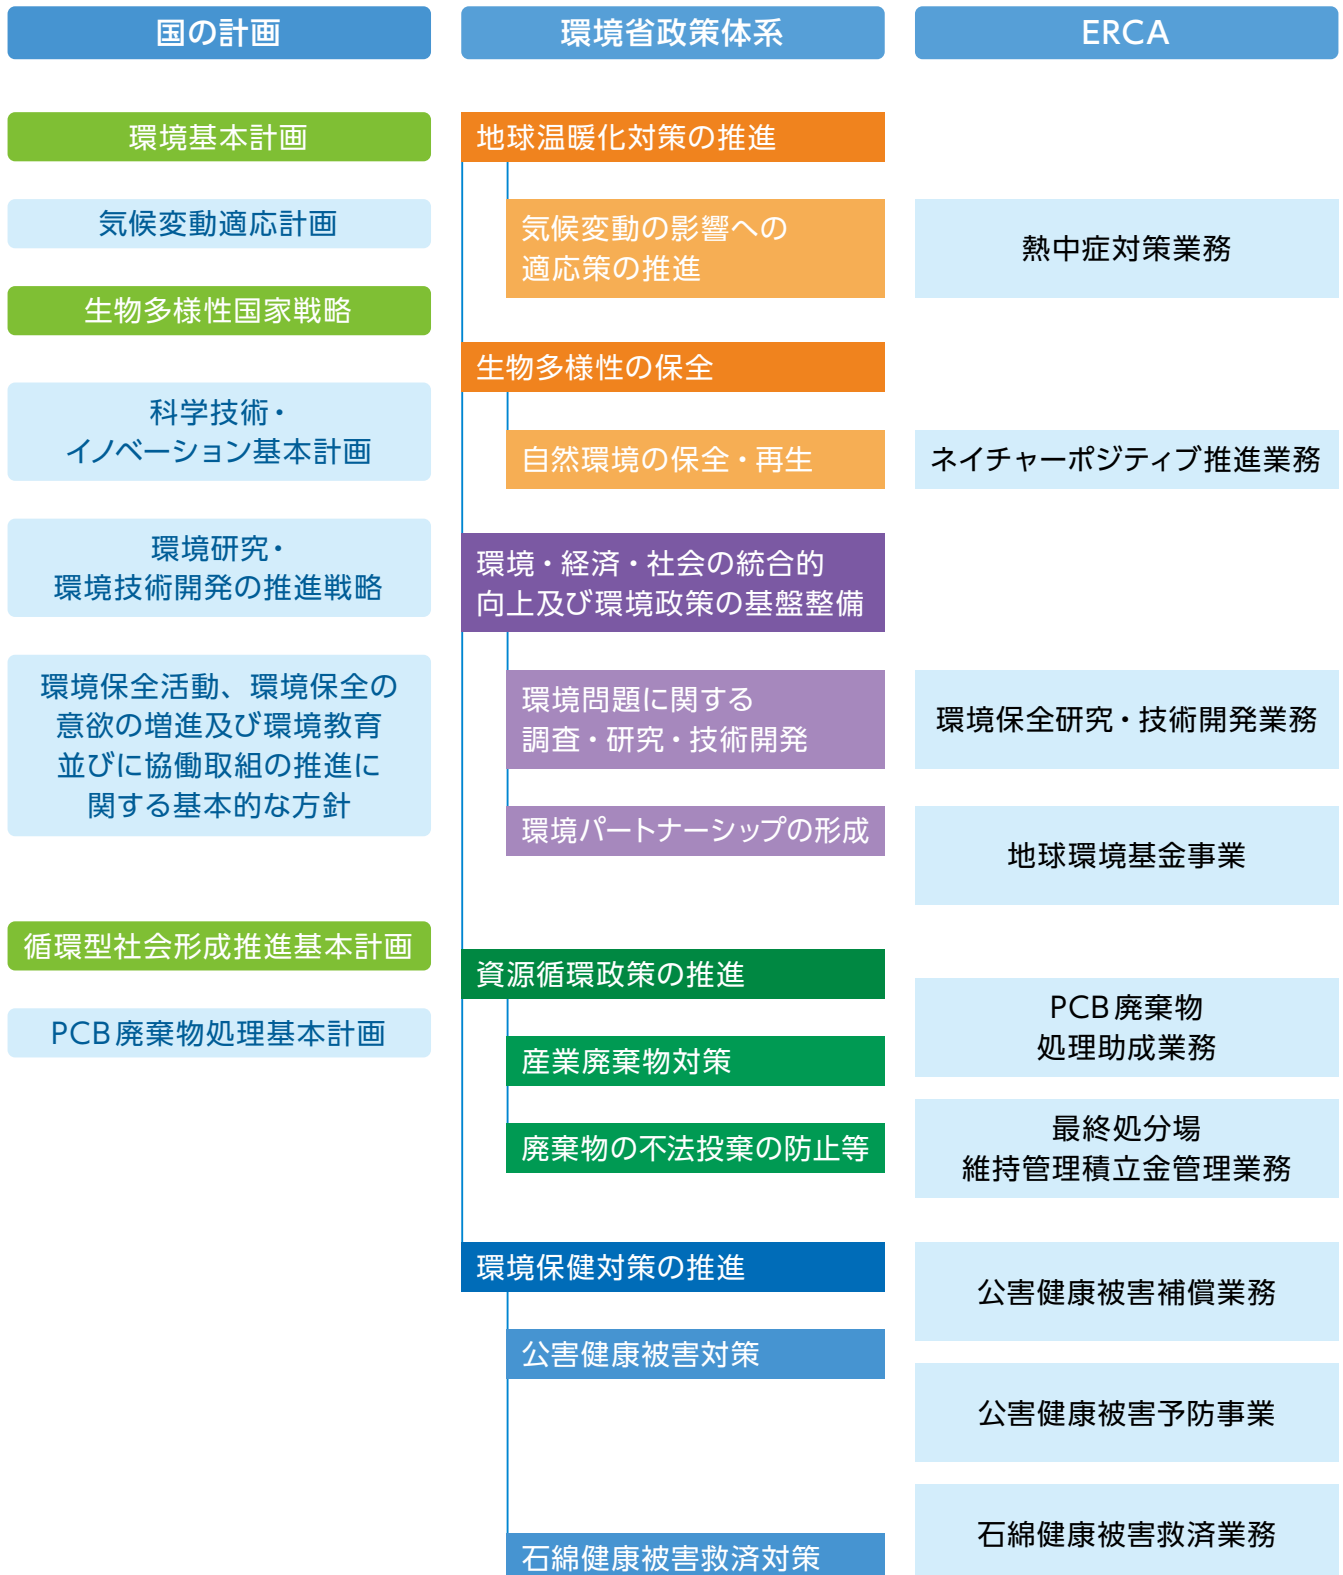 国の計画
環境基本計画
気候変動適応計画
生物多様性国家戦略
科学技術・
イノベーション基本計画
環境研究・
環境技術開発の推進戦略
環境保全活動、環境保全の
意欲の増進及び環境教育
並びに協働取組の推進に
関する基本的な方針
循環型社会形成推進基本計画
PCB廃棄物処理基本計画
環境省政策体系
地球温暖化対策の推進
気候変動の影響への
適応策の推進
生物多様性の保全
自然環境の保全・再生
環境・経済・社会の統合的
向上及び環境政策の基盤整備
環境問題に関する
調査・研究・技術開発
環境パートナーシップの形成
資源循環政策の推進
産業廃棄物対策
廃棄物の不法投棄の防止等
環境保健対策の推進
公害健康被害対策
石綿健康被害救済対策
ERCA
熱中症対策業務
ネイチャーポジティブ推進業務
環境保全研究・技術開発業務
地球環境基金事業
PCB廃棄物
処理助成業務
最終処分場
維持管理積立金管理業務
公害健康被害補償業務
公害健康被害予防事業
石綿健康被害救済業務